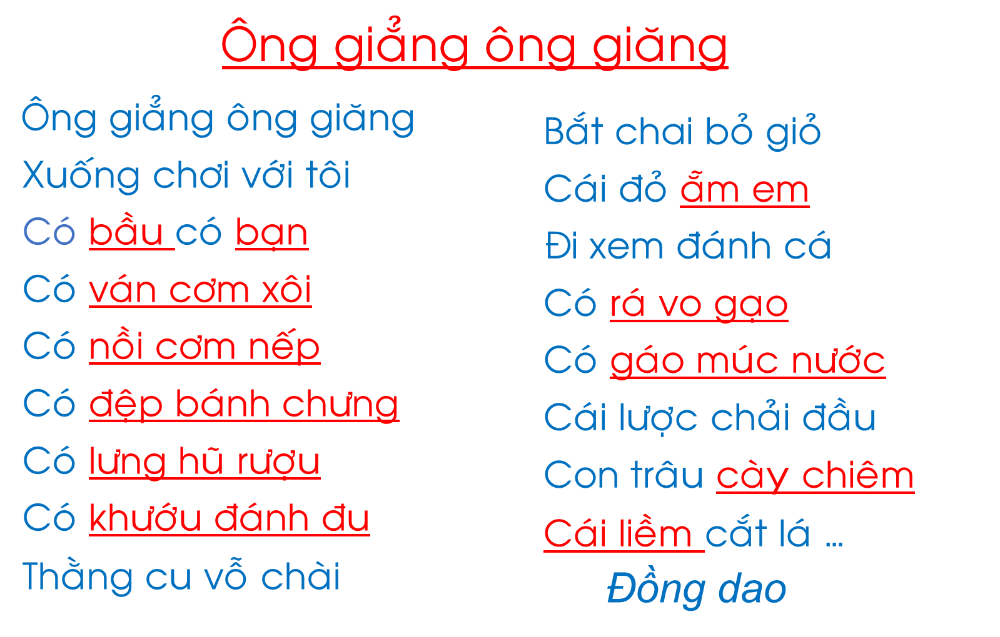 Ông giẳng ông giăng
Ông giẳng ông giăng
Xuống chơi với tôi
Có bầu có bạn
Có ván cơm xôi
Có nồi cơm nếp
Có đệp bánh chưng
Có lưng hũ rượu
Có khướu đánh đu
Thằng cu vỗ chài
Bắt chai bỏ giỏ
Cái đỏ ẵm em
Đi xem đánh cá
Có rá vo gạo
Có gáo múc nước
Cái lược chải đầu
Con trâu cày chiêm
Cái liềm cắt lá ...
Đồng dao